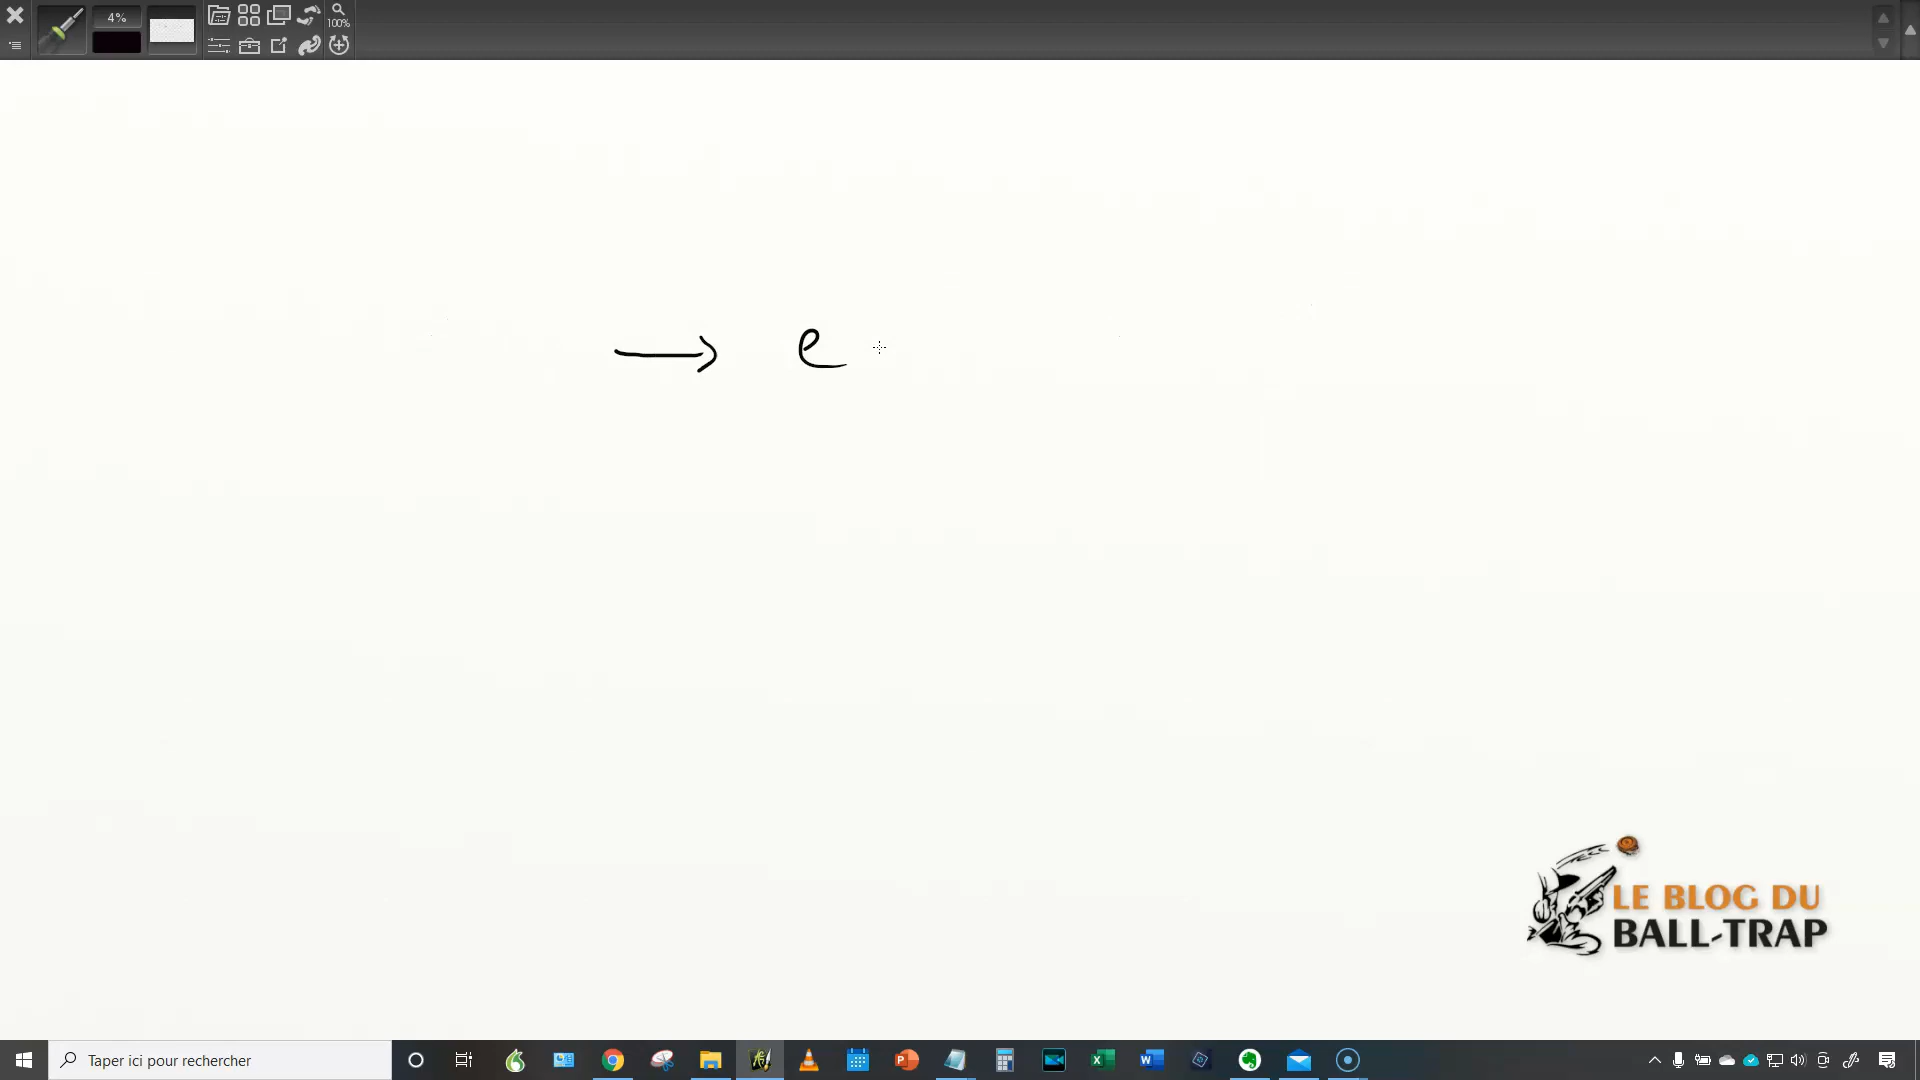 4%
100%
→ e
LE BLOG DU
BALL-TRAP
Taper ici pour rechercher